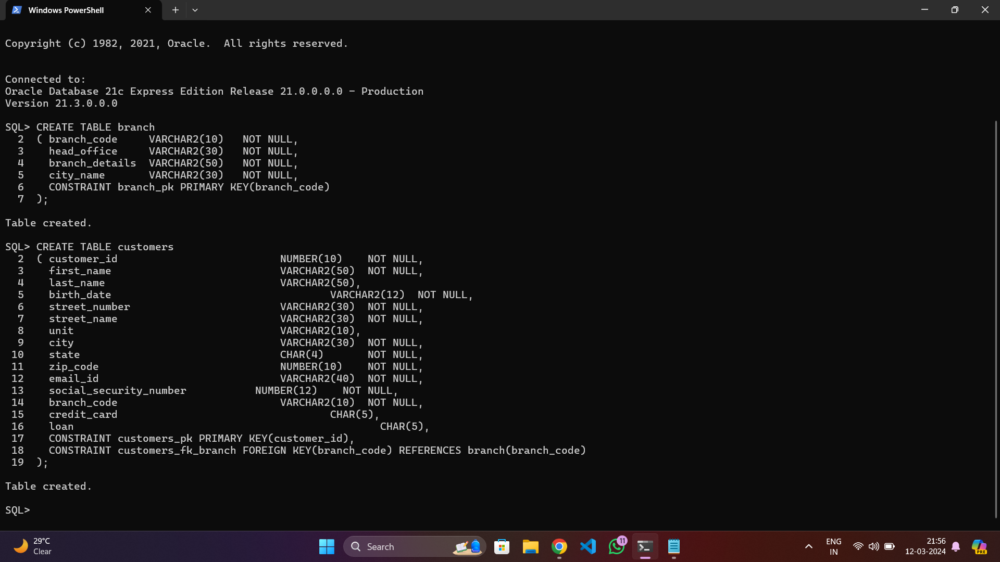 Windows PowerShell
Copyright (c) 1982, 2021, Oracle.  All rights reserved.
Connected to:
Oracle Database 21c Express Edition Release 21.0.0.0.0 - Production
Version 21.3.0.0.0
SQL> CREATE TABLE branch
  2  ( branch_code     VARCHAR2(10)   NOT NULL,
  3    head_office     VARCHAR2(30)   NOT NULL,
  4    branch_details  VARCHAR2(50)   NOT NULL,
  5    city_name       VARCHAR2(30)   NOT NULL,
  6    CONSTRAINT branch_pk PRIMARY KEY(branch_code)
  7  );
Table created.
SQL> CREATE TABLE customers
  2  ( customer_id                          NUMBER(10)    NOT NULL,
  3    first_name                           VARCHAR2(50)  NOT NULL,
  4    last_name                            VARCHAR2(50),
  5    birth_date                                   VARCHAR2(12)  NOT NULL,
  6    street_number                        VARCHAR2(30)  NOT NULL,
  7    street_name                          VARCHAR2(30)  NOT NULL,
  8    unit                                 VARCHAR2(10),
  9    city                                 VARCHAR2(30)  NOT NULL,
 10    state                                CHAR(4)       NOT NULL,
 11    zip_code                             NUMBER(10)    NOT NULL,
 12    email_id                             VARCHAR2(40)  NOT NULL,
 13    social_security_number           NUMBER(12)    NOT NULL,
 14    branch_code                          VARCHAR2(10)  NOT NULL,
 15    credit_card                                  CHAR(5),
 16    loan                                                 CHAR(5),
 17    CONSTRAINT customers_pk PRIMARY KEY(customer_id),
 18    CONSTRAINT customers_fk_branch FOREIGN KEY(branch_code) REFERENCES branch(branch_code)
 19  );
Table created.
SQL>
29°C
Clear
Search
11
ENG
IN
21:56
12-03-2024
PRE